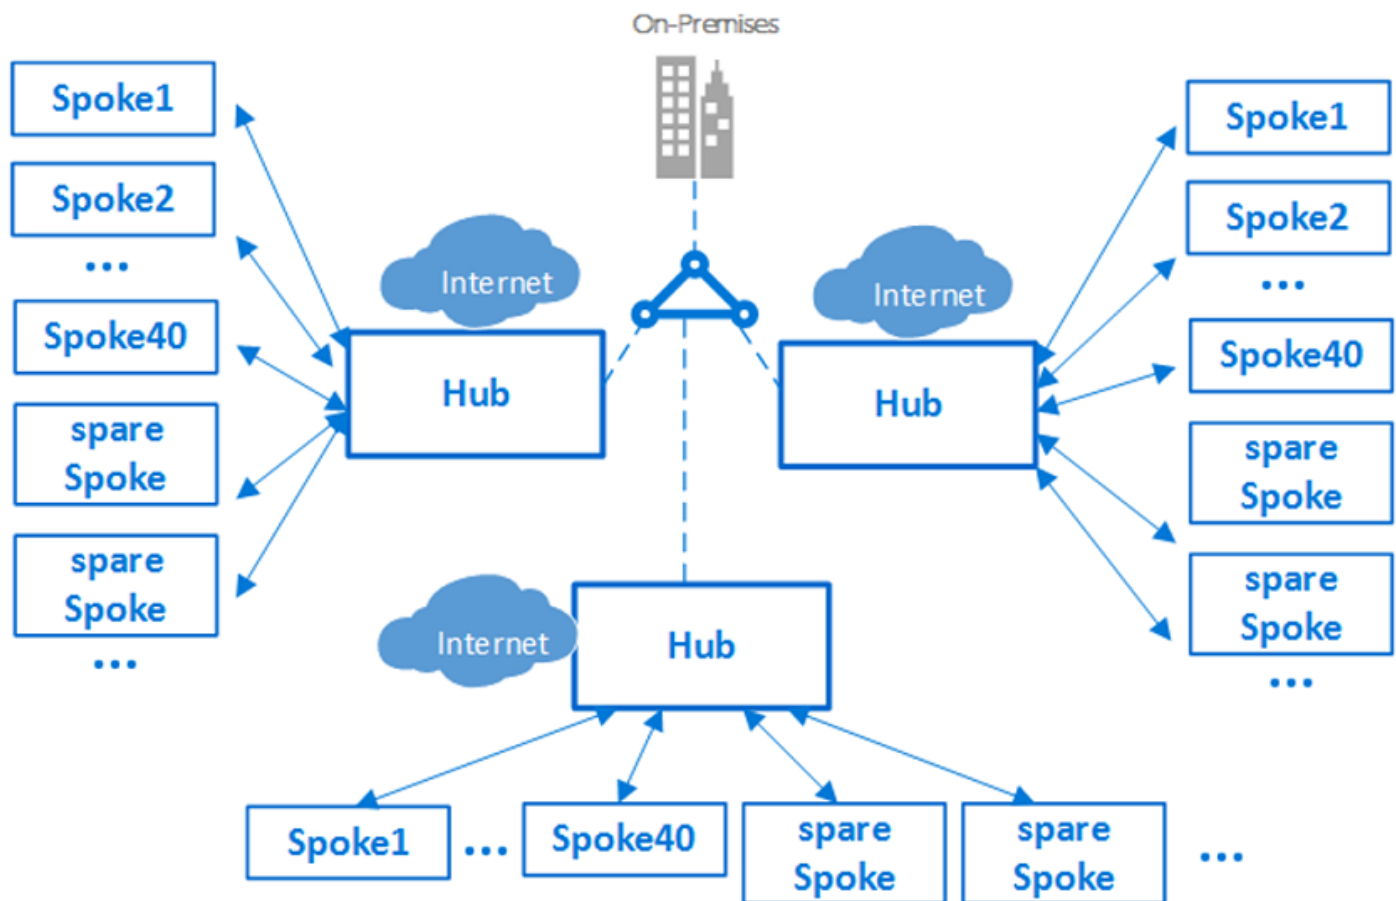 On-Premises
Spoke1
Spoke2
...
Spoke40
spare
Spoke
spare
Spoke
...
Internet
Hub
Internet
Hub
Spoke1
Spoke2
...
Spoke40
spare
Spoke
spare
Spoke
...
Internet
Hub
Spoke1
...
Spoke40
spare
Spoke
spare
Spoke
...